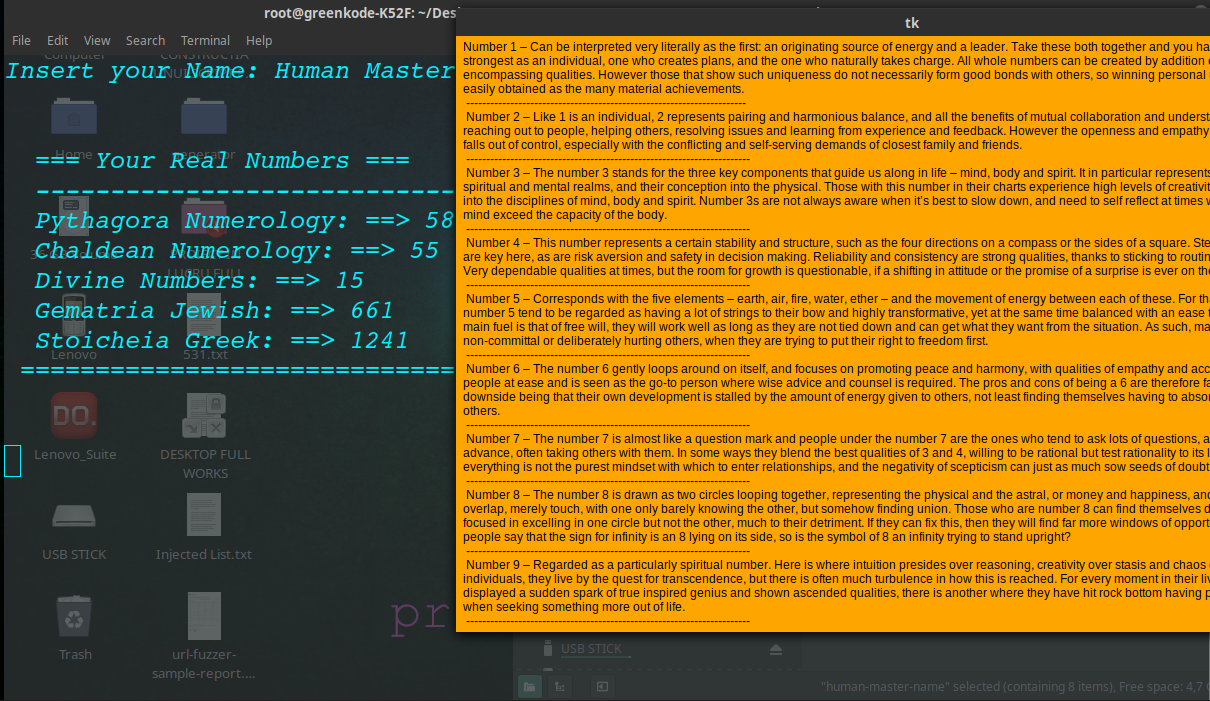 root@greenkode-K52F: ~/Des
File Edit View Search Terminal Help
Insert your Name: Human Master
=== Your Real Numbers ===
----------------------------
Pythagora Numerology: ==> 58
Chaldean Numerology: ==> 55
Divine Numbers: ==> 15
Gematria Jewish: ==> 661
Stoicheia Greek: ==> 1241
=============================
Computer
Home
Lenovo
531.txt
Lenovo_Suite
DESKTOP FULL
WORKS
USB STICK
Injected List.txt
Trash
url-fuzzer-
sample-report....
pr
tk
Number 1 – Can be interpreted very literally as the first: an originating source of energy and a leader. Take these both together and you ha
strongest as an individual, one who creates plans, and the one who naturally takes charge. All whole numbers can be created by addition
encompassing qualities. However those that show such uniqueness do not necessarily form good bonds with others, so winning personal
easily obtained as the many material achievements.
----------------------------------------------------------------------
Number 2 – Like 1 is an individual, 2 represents pairing and harmonious balance, and all the benefits of mutual collaboration and underst
reaching out to people, helping others, resolving issues and learning from experience and feedback. However the openness and empathy
falls out of control, especially with the conflicting and self-serving demands of closest family and friends.
-----------------------------------------------------------------------
Number 3 – The number 3 stands for the three key components that guide us along in life – mind, body and spirit. It in particular represents
spiritual and mental realms, and their conception into the physical. Those with this number in their charts experience high levels of creativit
into the disciplines of mind, body and spirit. Number 3s are not always aware when it's best to slow down, and need to self reflect at times w
mind exceed the capacity of the body.
-----------------------------------------------------------------------
Number 4 – This number represents a certain stability and structure, such as the four directions on a compass or the sides of a square. Ste
are key here, as are risk aversion and safety in decision making. Reliability and consistency are strong qualities, thanks to sticking to routin
Very dependable qualities at times, but the room for growth is questionable, if a shifting in attitude or the promise of a surprise is ever on the
-----------------------------------------------------------------------
Number 5 – Corresponds with the five elements – earth, air, fire, water, ether – and the movement of energy between each of these. For th
number 5 tend to be regarded as having a lot of strings to their bow and highly transformative, yet at the same time balanced with an ease
main fuel is that of free will, they will work well as long as they are not tied down and can get what they want from the situation. As such, ma
non-committal or deliberately hurting others, when they are trying to put their right to freedom first.
-----------------------------------------------------------------------
Number 6 – The number 6 gently loops around on itself, and focuses on promoting peace and harmony, with qualities of empathy and acc
people at ease and is seen as the go-to person where wise advice and counsel is required. The pros and cons of being a 6 are therefore fa
downside being that their own development is stalled by the amount of energy given to others, not least finding themselves having to absor
others.
-----------------------------------------------------------------------
Number 7 – The number 7 is almost like a question mark and people under the number 7 are the ones who tend to ask lots of questions, a
advance, often taking others with them. In some ways they blend the best qualities of 3 and 4, willing to be rational but test rationality to its l
everything is not the purest mindset with which to enter relationships, and the negativity of scepticism can just as much sow seeds of doubt
-----------------------------------------------------------------------
Number 8 – The number 8 is drawn as two circles looping together, representing the physical and the astral, or money and happiness, and
overlap, merely touch, with one only barely knowing the other, but somehow finding union. Those who are number 8 can find themselves d
focused in excelling in one circle but not the other, much to their detriment. If they can fix this, then they will find far more windows of opport
people say that the sign for infinity is an 8 lying on its side, so is the symbol of 8 an infinity trying to stand upright?
-----------------------------------------------------------------------
Number 9 – Regarded as a particularly spiritual number. Here is where intuition presides over reasoning, creativity over stasis and chaos
individuals, they live by the quest for transcendence, but there is often much turbulence in how this is reached. For every moment in their liv
displayed a sudden spark of true inspired genius and shown ascended qualities, there is another where they have hit rock bottom having p
when seeking something more out of life.
-----------------------------------------------------------------------
USB STICK
"human-master-name" selected (containing 8 items), Free space: 4,7 G